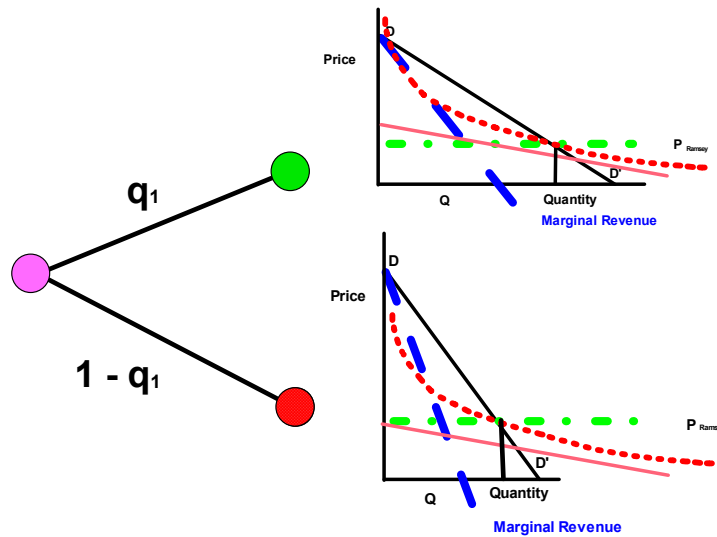 D
Price
q1
P Ramsey
D'
Q
Quantity
Marginal Revenue
D
Price
1 - q1
P Rams
D'
Q
Quantity
Marginal Revenue